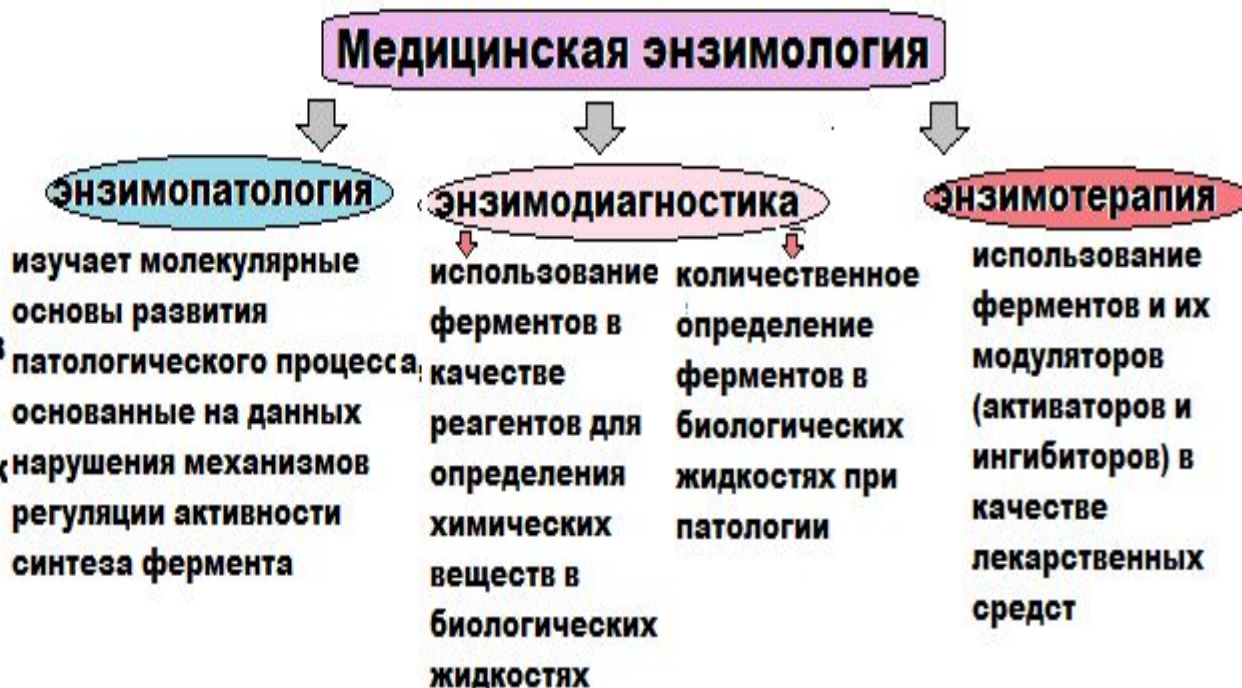 Медицинская энзимология
энзимопатология
изучает молекулярные
основы развития
в патологического процесса,
основанные на данных
к нарушения механизмов
регуляции активности
синтеза фермента
энзимодиагностика
использование
ферментов в
качестве
реагентов для
определения
химических
веществ в
биологических
жидкостях
количественное
определение
ферментов в
биологических
жидкостях при
патологии
энзимотерапия
использование
ферментов и их
модуляторов
(активаторов и
ингибиторов) в
качестве
лекарственных
средст